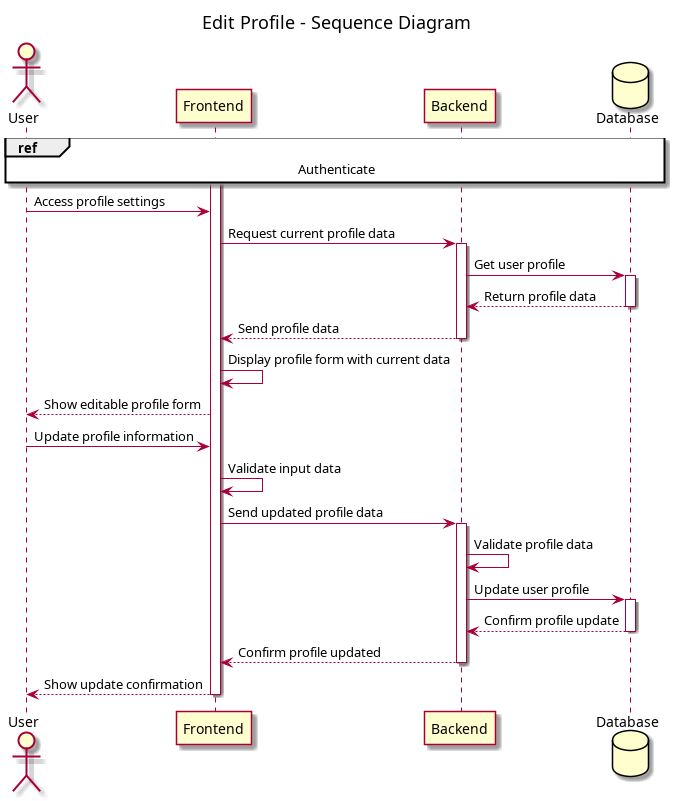 Edit Profile - Sequence Diagram
User
Frontend
Backend
Database
ref
Authenticate
Access profile settings
Request current profile data
Get user profile
Return profile data
Send profile data
Display profile form with current data
Show editable profile form
Update profile information
Validate input data
Send updated profile data
Validate profile data
Update user profile
Confirm profile update
Confirm profile updated
Show update confirmation
User
Frontend
Backend
Database